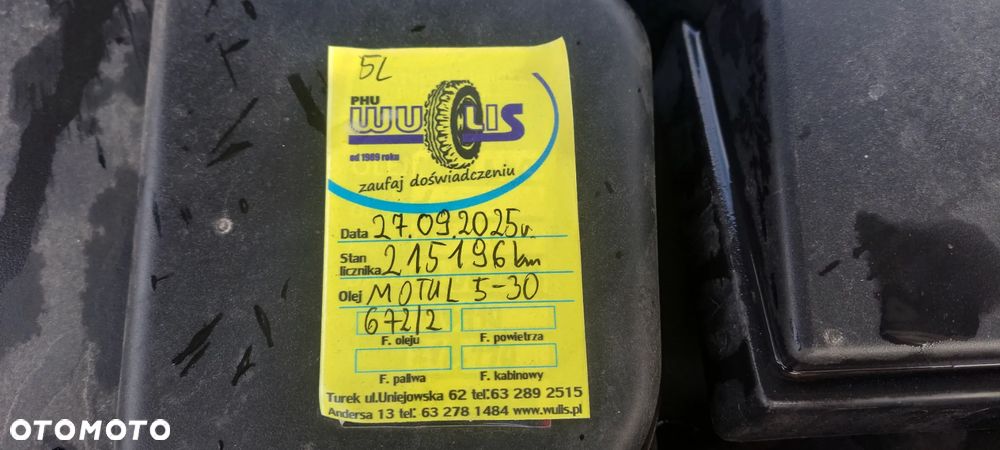 5L
PHU
WULIS
od 1989 roku
zaufaj doświadczeniu
Data 27.09.2025r.
Stan licznika 215196 km
Olej MOTUL 5-30
672/2
F. oleju F. powietrza
F. paliwa F. kabinowy
Turek ul.Uniejowska 62 tel:63 289 2515
Andersa 13 tel: 63 278 1484 www.wulis.pl
OTOMOTO